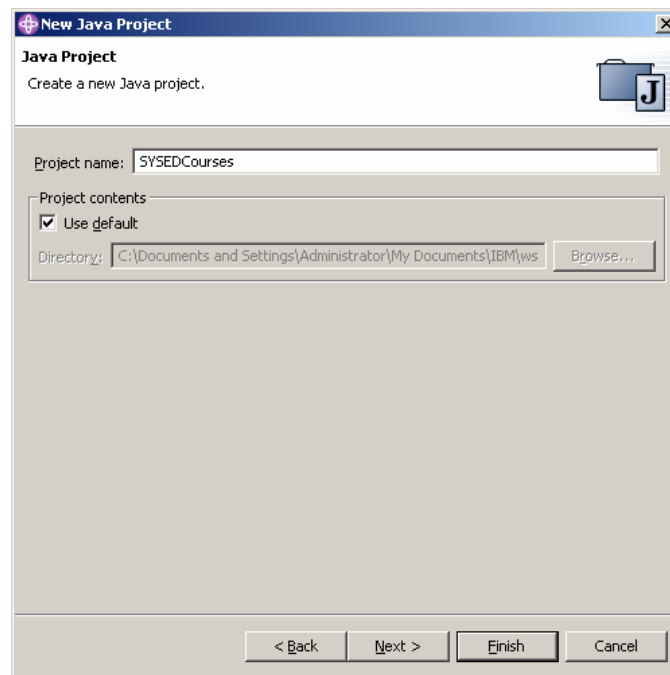 New Java Project
Java Project
Create a new Java project.
J
Project name: SYSEDCourses
Project contents
Use default
Directory: C:\Documents and Settings\Administrator\My Documents\IBM\ws Browse...
< Back Next > Finish Cancel